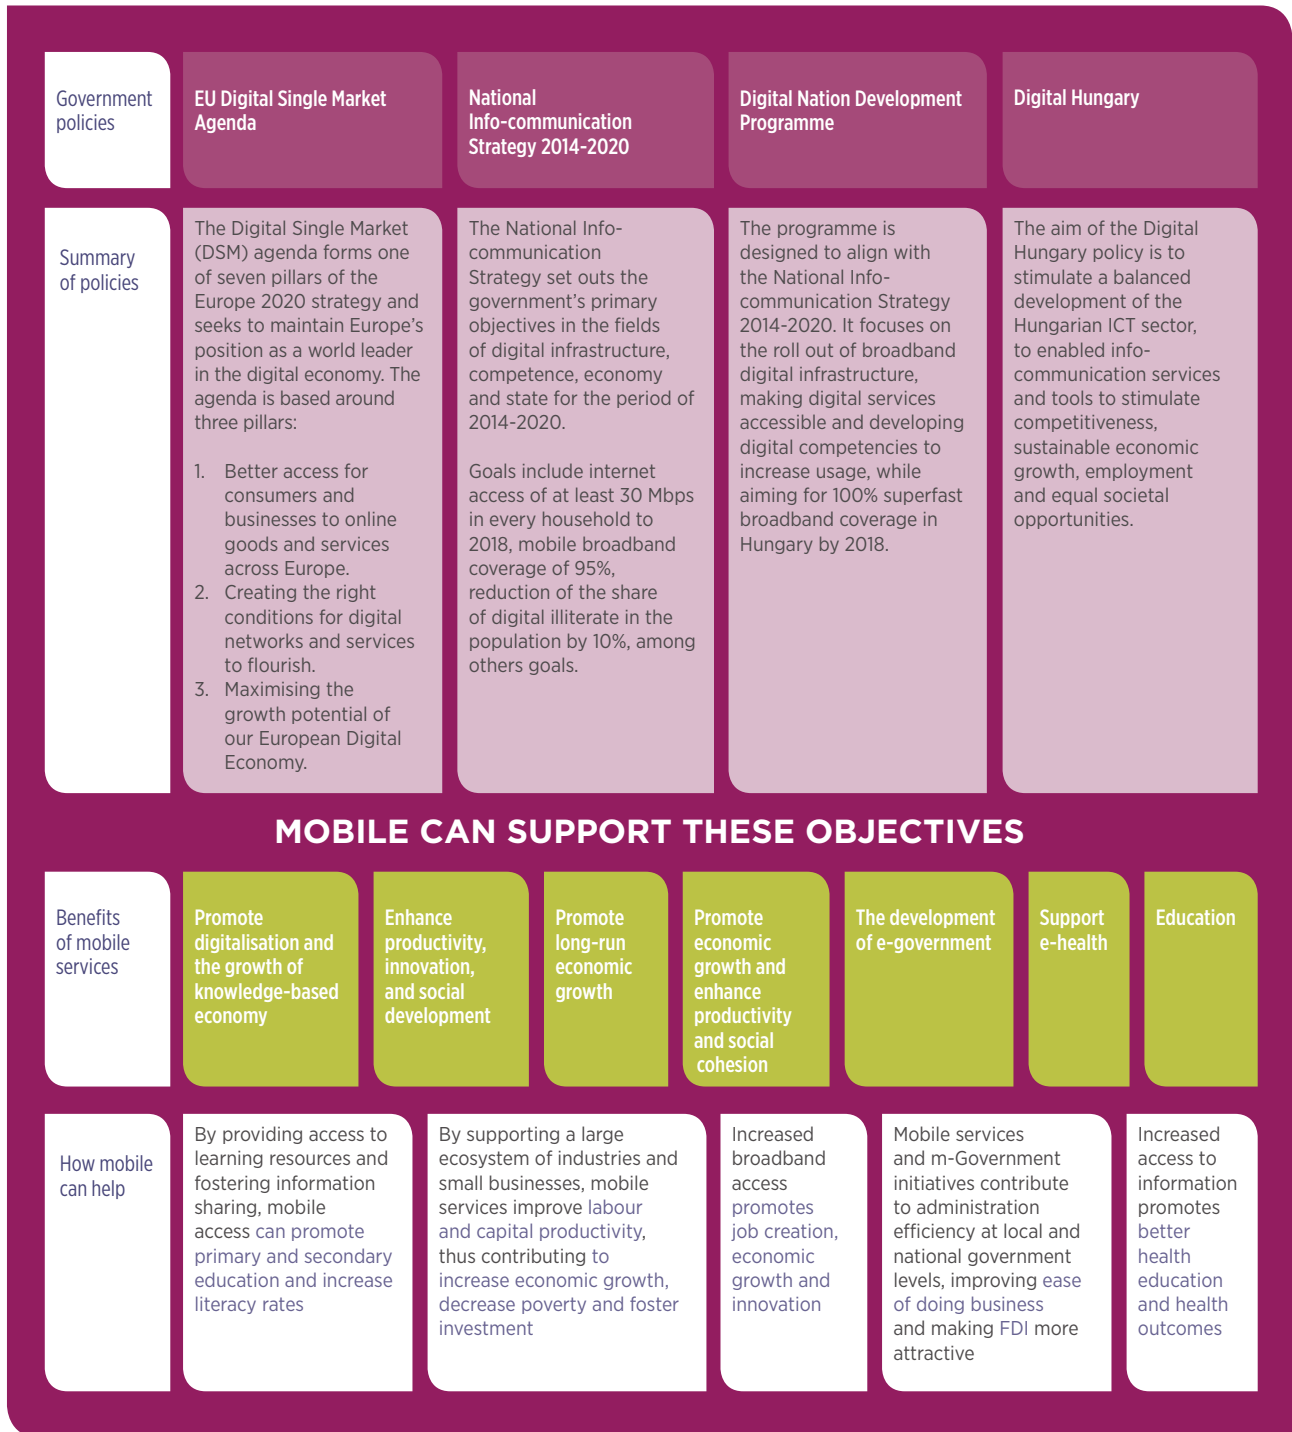 Government
policies
EU Digital Single Market
Agenda
National
Info-communication
Strategy 2014-2020
Digital Nation Development
Programme
Digital Hungary
Summary
of policies
The Digital Single Market
(DSM) agenda forms one
of seven pillars of the
Europe 2020 strategy and
seeks to maintain Europe's
position as a world leader
in the digital economy. The
agenda is based around
three pillars:
1. Better access for
consumers and
businesses to online
goods and services
across Europe.
2. Creating the right
conditions for digital
networks and services
to flourish.
3. Maximising the
growth potential of
our European Digital
Economy.
The National Info-
communication
Strategy set outs the
government's primary
objectives in the fields
of digital infrastructure,
competence, economy
and state for the period of
2014-2020.
Goals include internet
access of at least 30 Mbps
in every household to
2018, mobile broadband
coverage of 95%,
reduction of the share
of digital illiterate in the
population by 10%, among
others goals.
The programme is
designed to align with
the National Info-
communication Strategy
2014-2020. It focuses on
the roll out of broadband
digital infrastructure,
making digital services
accessible and developing
digital competencies to
increase usage, while
aiming for 100% superfast
broadband coverage in
Hungary by 2018.
The aim of the Digital
Hungary policy is to
stimulate a balanced
development of the
Hungarian ICT sector,
to enabled info-
communication services
and tools to stimulate
competitiveness,
sustainable economic
growth, employment
and equal societal
opportunities.
MOBILE CAN SUPPORT THESE OBJECTIVES
Benefits
of mobile
services
Promote
digitalisation and
the growth of
knowledge-based
economy
Enhance
productivity,
innovation,
and social
development
Promote
long-run
economic
growth
Promote
economic
growth and
enhance
productivity
and social
cohesion
The development
of e-government
Support
e-health
Education
How mobile
can help
By providing access to
learning resources and
fostering information
sharing, mobile
access can promote
primary and secondary
education and increase
literacy rates
By supporting a large
ecosystem of industries and
small businesses, mobile
services improve labour
and capital productivity,
thus contributing to
increase economic growth,
decrease poverty and foster
investment
Increased
broadband
access
promotes
job creation,
economic
growth and
innovation
Mobile services
and m-Government
initiatives contribute
to administration
efficiency at local and
national government
levels, improving ease
of doing business
and making FDI more
attractive
Increased
access to
information
promotes
better
health
education
and health
outcomes